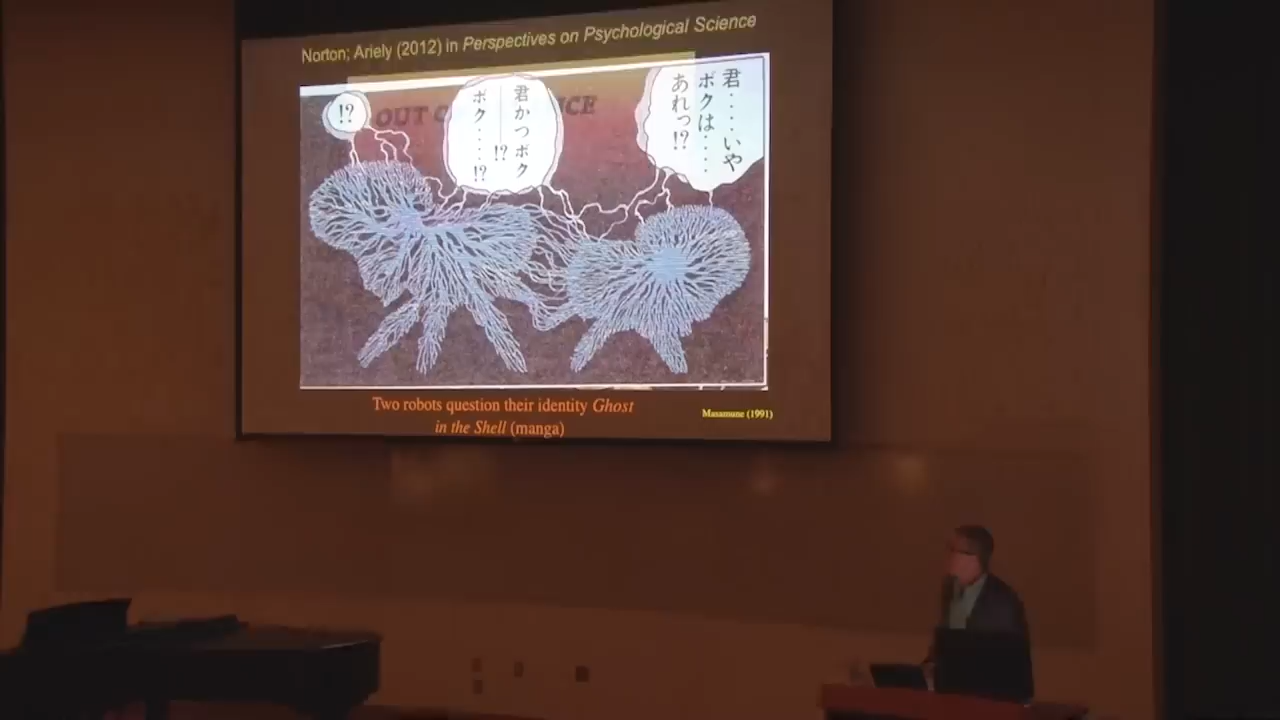 Norton; Ariely (2012) in Perspectives on Psychological Science
OUT
!?
君かつボク
!?
ボク・・・・!?
君・・・・いや
ボクは・・・・
あれっ!?
Two robots question their identity Ghost
in the Shell (manga)
Masamune (1991)